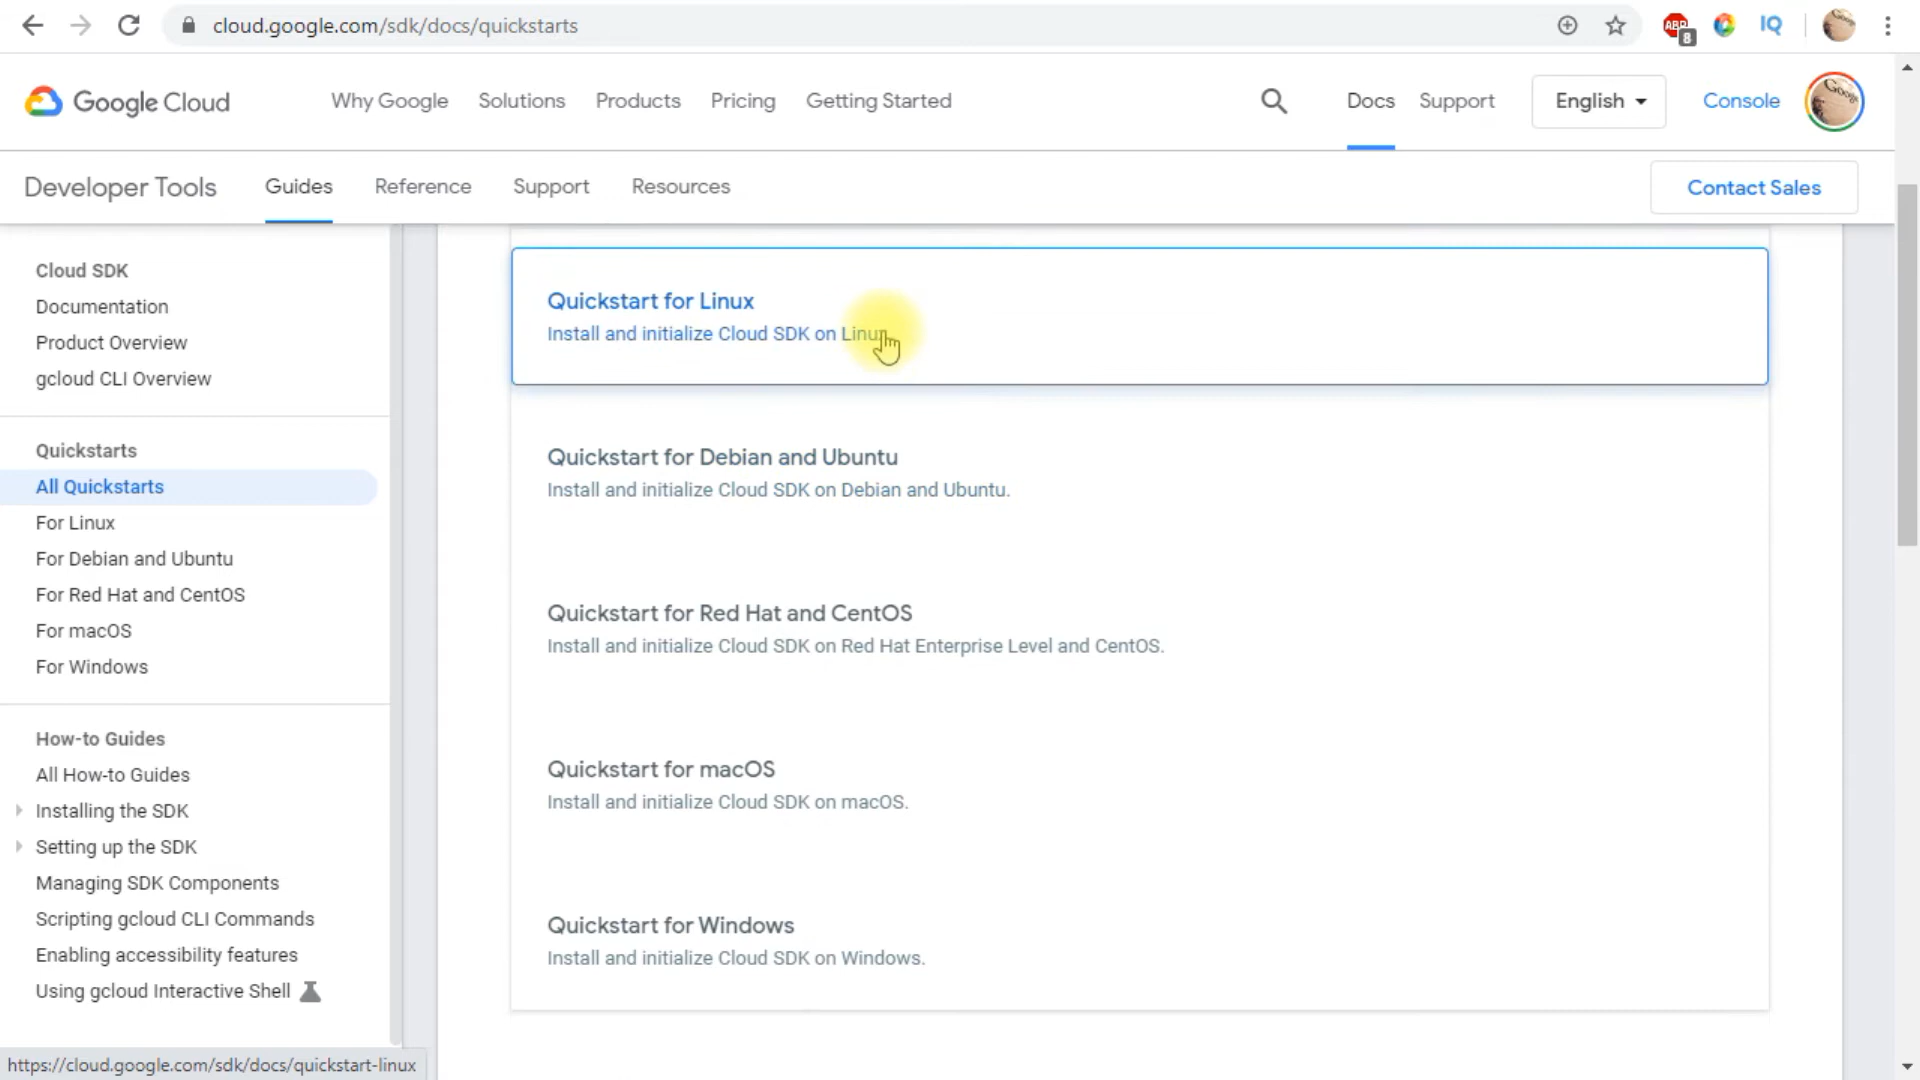 cloud.google.com/sdk/docs/quickstarts
ABP
8
IQ
Google Cloud
Why Google
Solutions
Products
Pricing
Getting Started
Docs
Support
English
Console
Developer Tools
Guides
Reference
Support
Resources
Contact Sales
Cloud SDK
Documentation
Product Overview
gcloud CLI Overview
Quickstarts
All Quickstarts
For Linux
For Debian and Ubuntu
For Red Hat and CentOS
For macOS
For Windows
How-to Guides
All How-to Guides
Installing the SDK
Setting up the SDK
Managing SDK Components
Scripting gcloud CLI Commands
Enabling accessibility features
Using gcloud Interactive Shell
Quickstart for Linux
Install and initialize Cloud SDK on Linux.
Quickstart for Debian and Ubuntu
Install and initialize Cloud SDK on Debian and Ubuntu.
Quickstart for Red Hat and CentOS
Install and initialize Cloud SDK on Red Hat Enterprise Level and CentOS.
Quickstart for macOS
Install and initialize Cloud SDK on macOS.
Quickstart for Windows
Install and initialize Cloud SDK on Windows.
https://cloud.google.com/sdk/docs/quickstart-linux